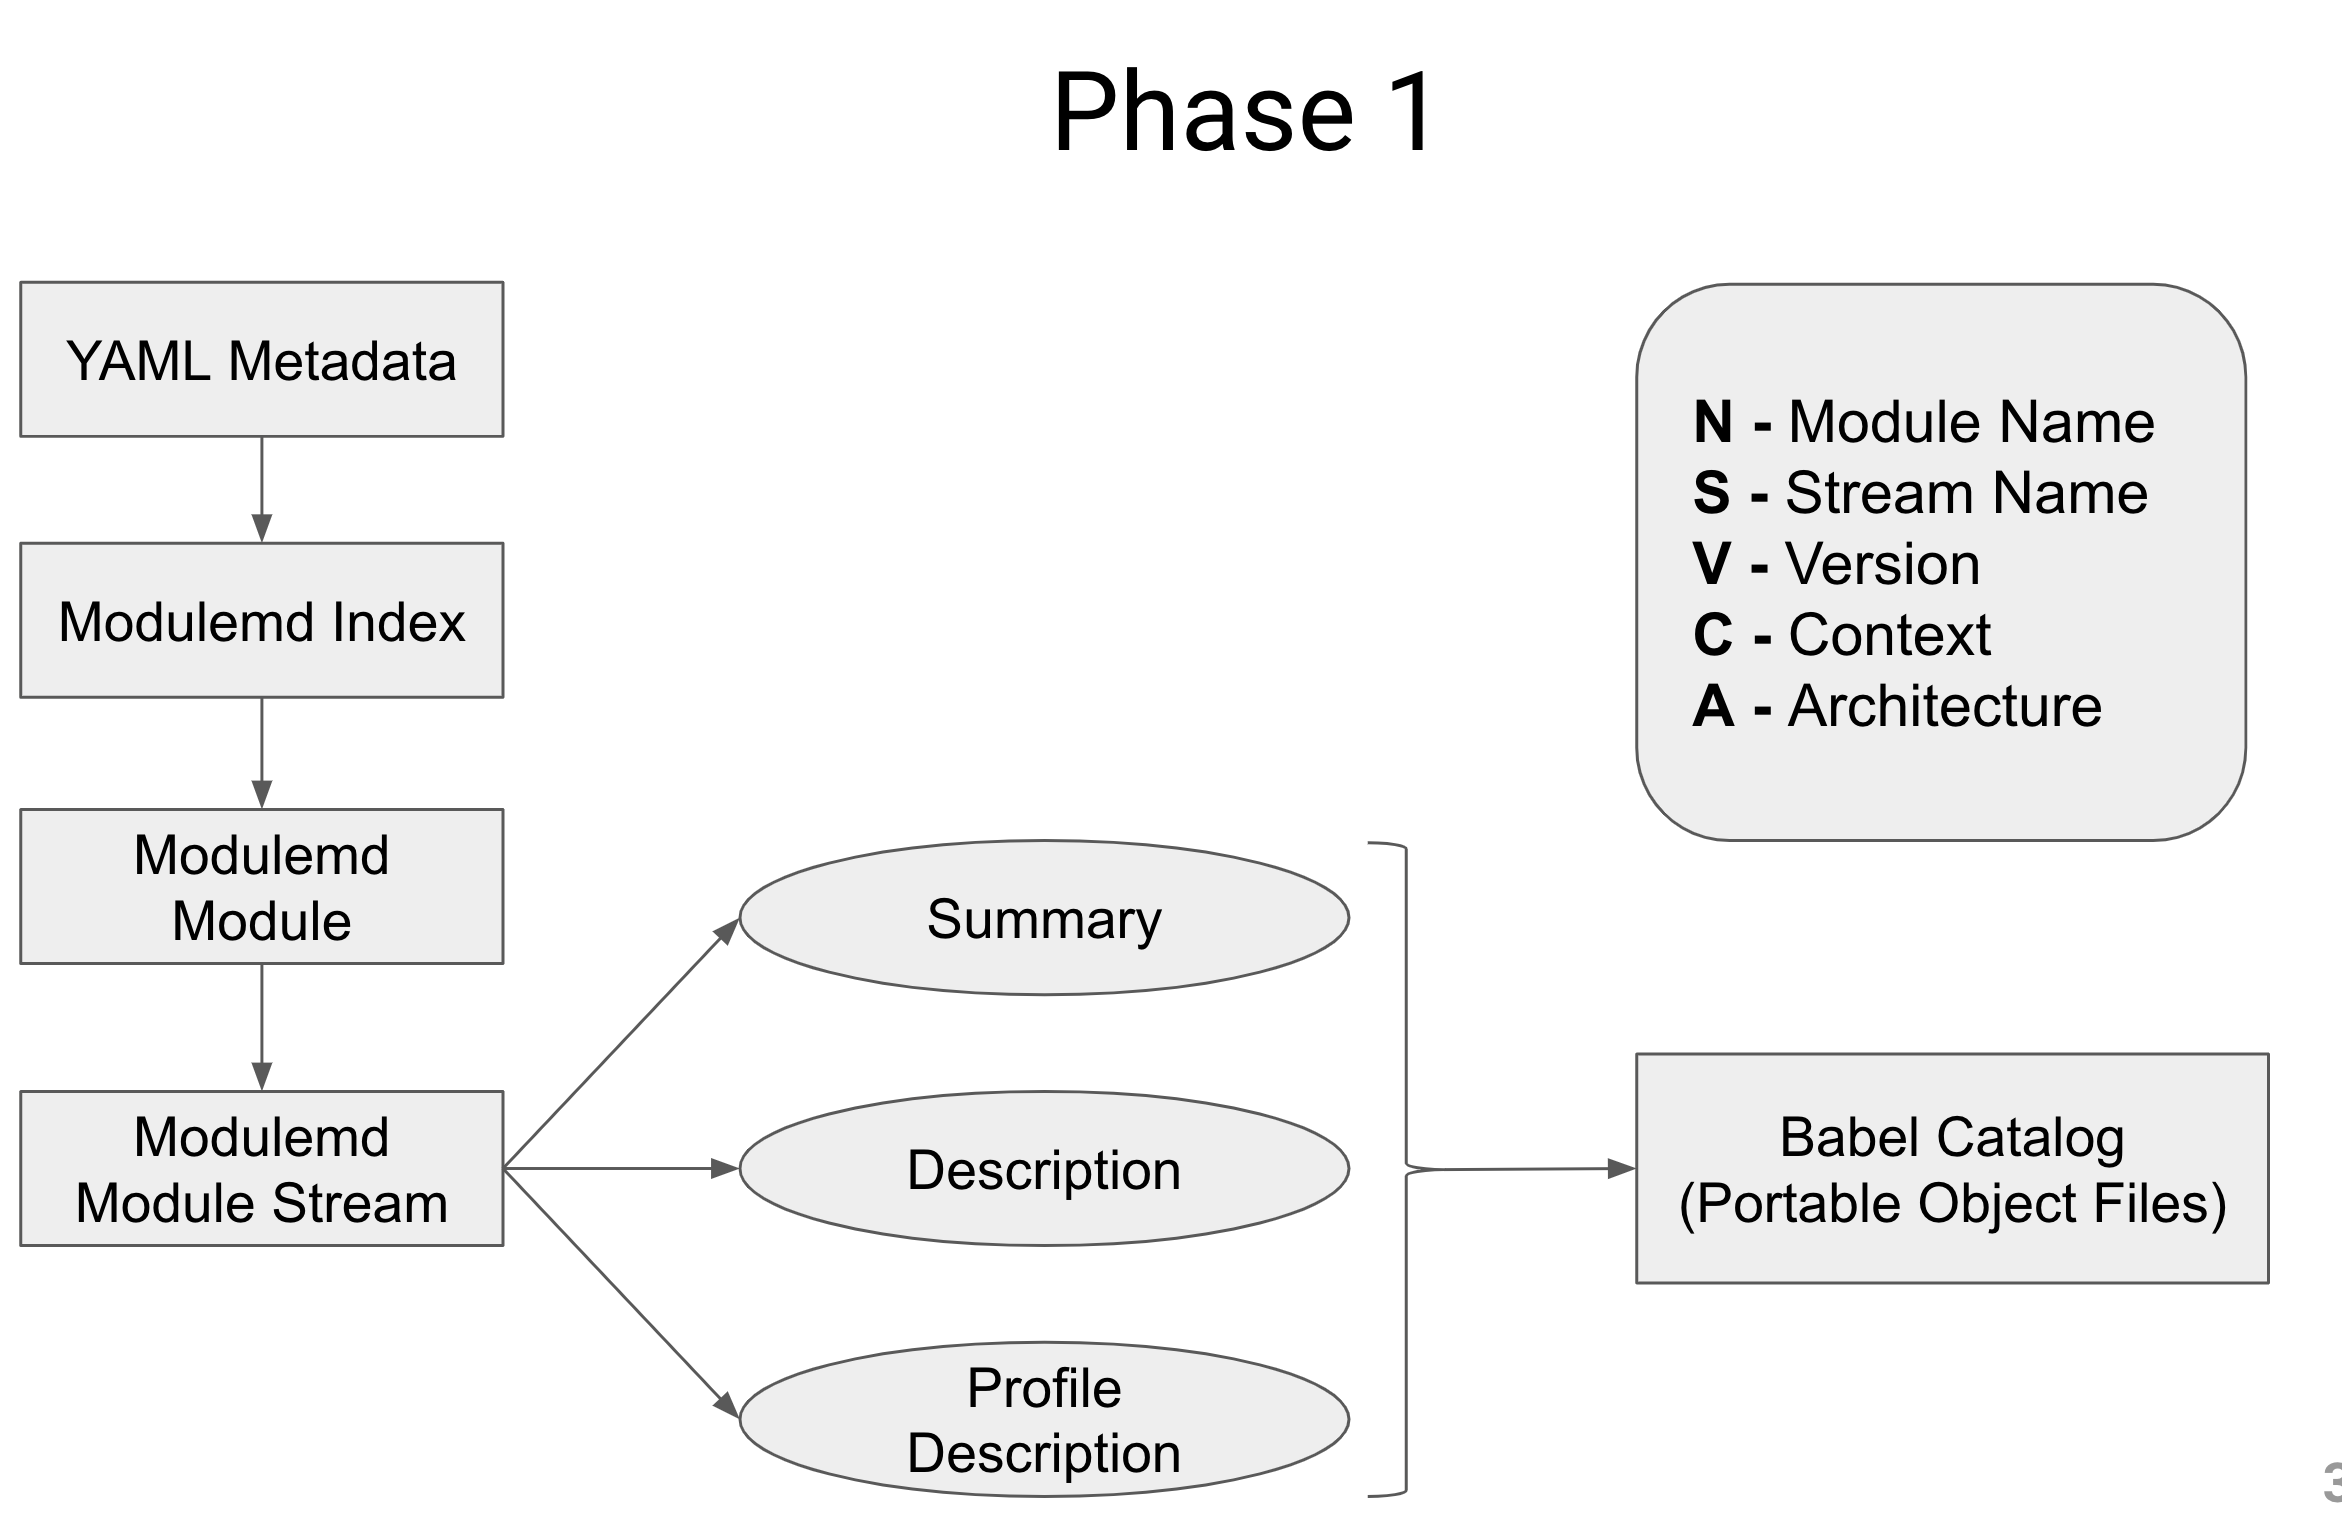 Phase 1
YAML Metadata
Modulemd Index
Modulemd
Module
Modulemd
Module Stream
Summary
Description
Profile
Description
N - Module Name
S - Stream Name
V - Version
C - Context
A - Architecture
Babel Catalog
(Portable Object Files)